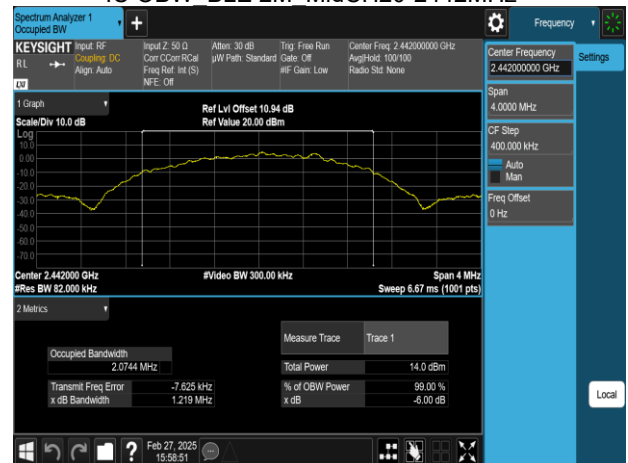 Spectrum Analyzer 1
Occupied BW
Frequency
KEYSIGHT
RL
LXI
Input: RF
Coupling: DC
Align: Auto
Input Z: 50 Ω
Corr CCorr RCal
Freq Ref: Int (S)
NFE: Off
Atten: 30 dB
µW Path: Standard
Trig: Free Run
Gate: Off
#IF Gain: Low
Center Freq: 2.442000000 GHz
Avg|Hold: 100/100
Radio Std: None
Center Frequency
2.442000000 GHz
Settings
Span
4.0000 MHz
CF Step
400.000 kHz
Auto
Man
Freq Offset
0 Hz
1 Graph
Scale/Div 10.0 dB
Ref Lvl Offset 10.94 dB
Ref Value 20.00 dBm
Log
10.0
0.00
-10.0
-20.0
-30.0
-40.0
-50.0
-60.0
-70.0
Center 2.442000 GHz
#Video BW 300.00 kHz
Span 4 MHz
#Res BW 82.000 kHz
Sweep 6.67 ms (1001 pts)
2 Metrics
Measure Trace
Trace 1
Occupied Bandwidth
2.0744 MHz
Total Power
14.0 dBm
Transmit Freq Error
-7.625 kHz
% of OBW Power
99.00 %
x dB Bandwidth
1.219 MHz
x dB
-6.00 dB
Local
Feb 27, 2025
15:58:51